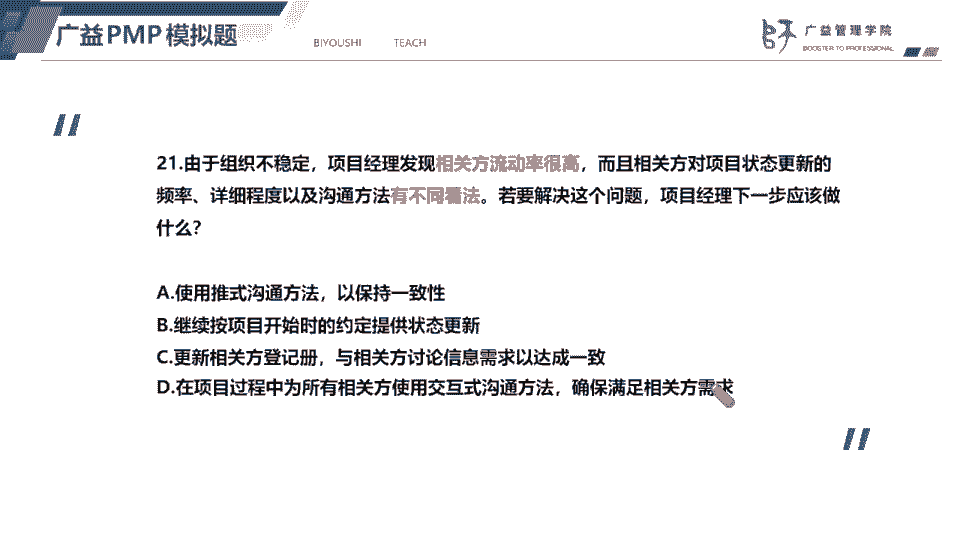 广益PMP模拟题
BIYOUSHI TEACH
广益管理学院
BOOSTER TO PROFESSIONAL
21.由于组织不稳定，项目经理发现相关方流动率很高，而且相关方对项目状态更新的
频率、详细程度以及沟通方法有不同看法。若要解决这个问题，项目经理下一步应该做
什么？
A.使用推式沟通方法，以保持一致性
B.继续按项目开始时的约定提供状态更新
C.更新相关方登记册，与相关方讨论信息需求以达成一致
D.在项目过程中为所有相关方使用交互式沟通方法，确保满足相关方需求